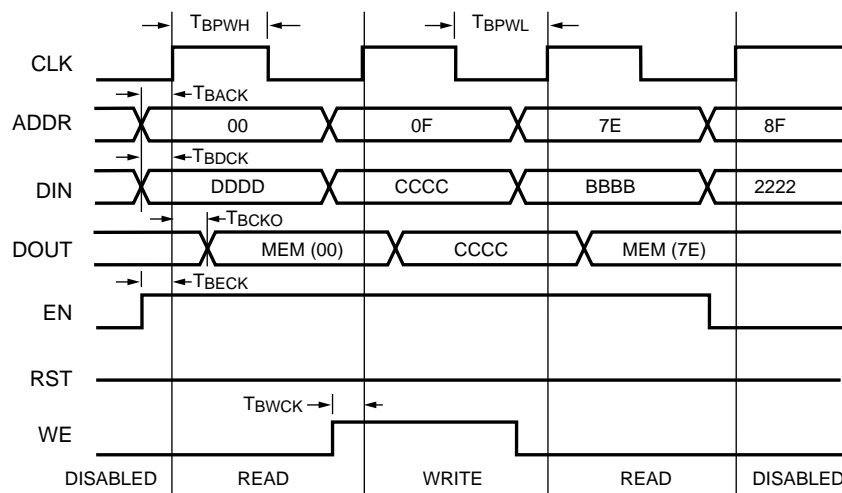 TBPWH TBPWL
CLK
TBACK
ADDR 00 0F 7E 8F
TBDCK
DIN DDDD CCCC BBBB 2222
TBCKO
DOUT MEM (00) CCCC MEM (7E)
TBECK
EN
RST
TBWCK
WE
DISABLED READ WRITE READ DISABLED